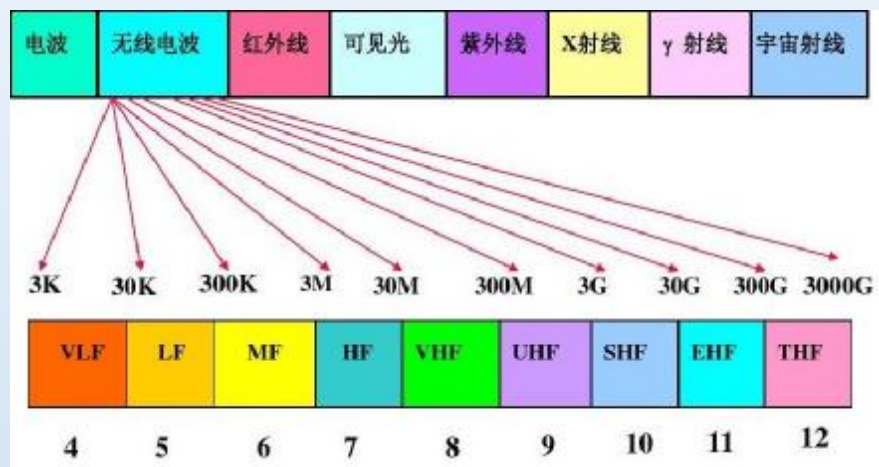 电波 无线电波 红外线 可见光 紫外线 X射线 γ 射线 宇宙射线
3K 30K 300K 3M 30M 300M 3G 30G 300G 3000G
VLF LF MF HF VHF UHF SHF EHF THF
4 5 6 7 8 9 10 11 12